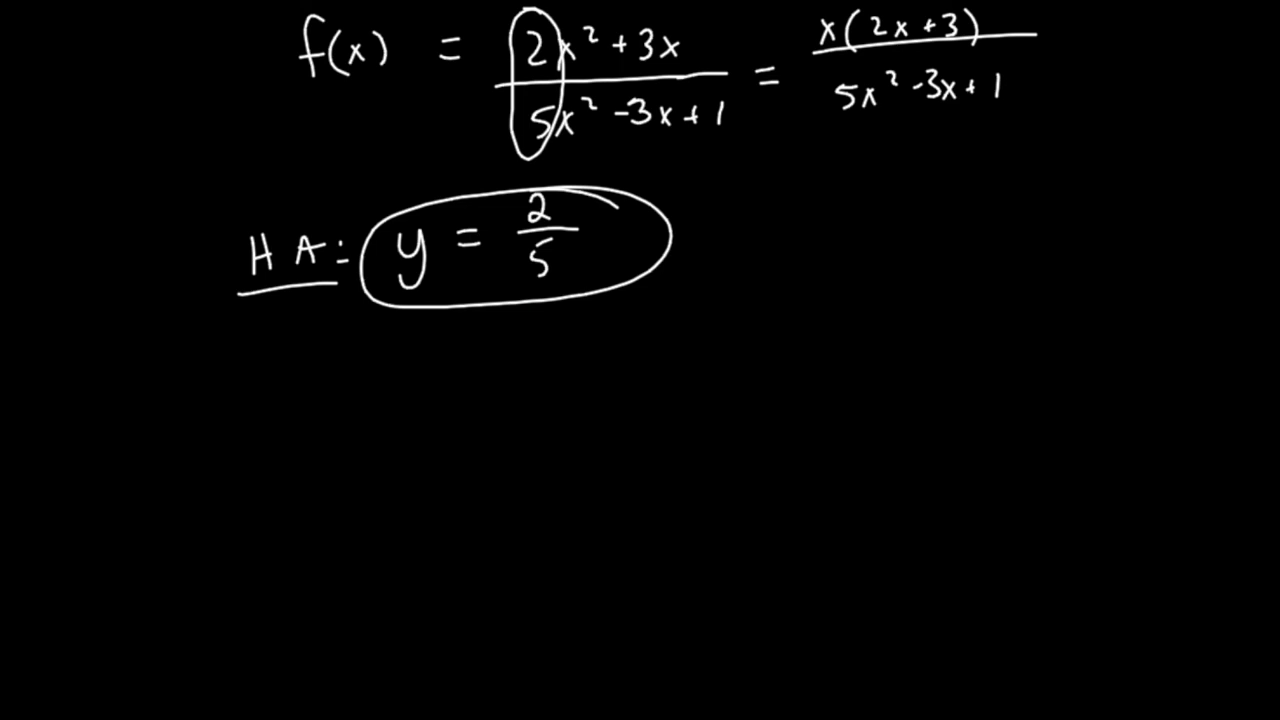 f(x) = 2x² + 3x / 5x² - 3x + 1 = x(2x + 3) / 5x² - 3x + 1
HA: y = 2/5